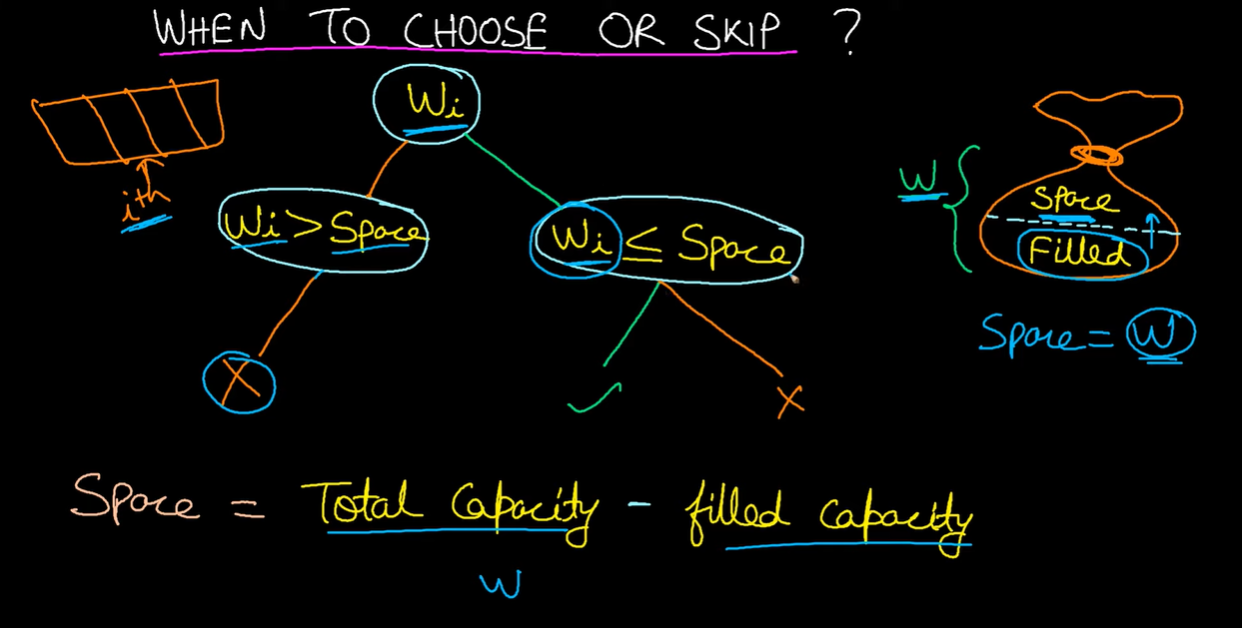 WHEN TO CHOOSE OR SKIP ?
Wi
ith
Wi > Space
Wi ≤ Space
W
Space
Filled
Space = W
Space = Total Capacity - filled capacity
W